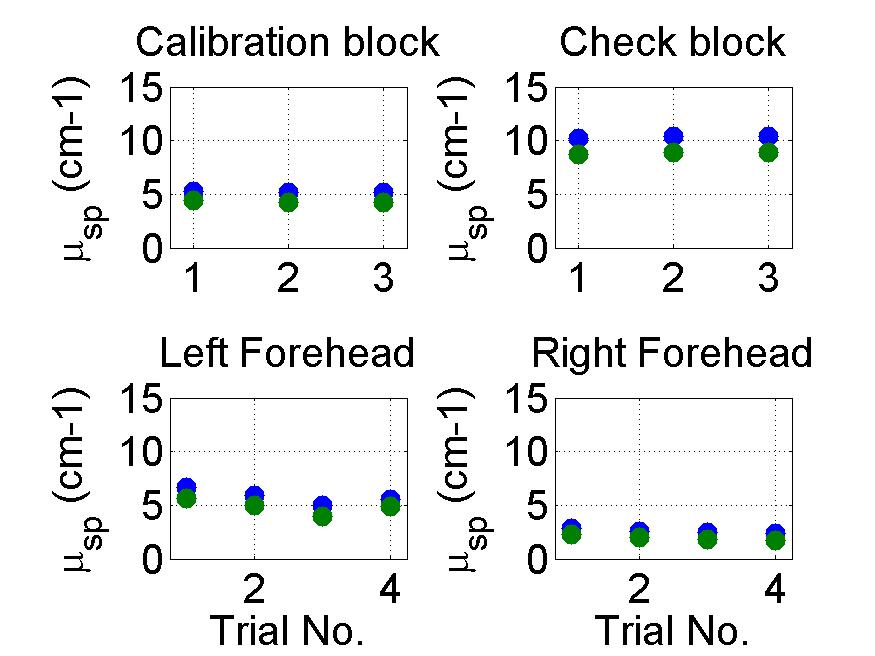 Calibration block
15
10
5
0
μsp (cm-1)
1 2 3
Check block
15
10
5
0
μsp (cm-1)
1 2 3
Left Forehead
15
10
5
0
μsp (cm-1)
2 4
Trial No.
Right Forehead
15
10
5
0
μsp (cm-1)
2 4
Trial No.